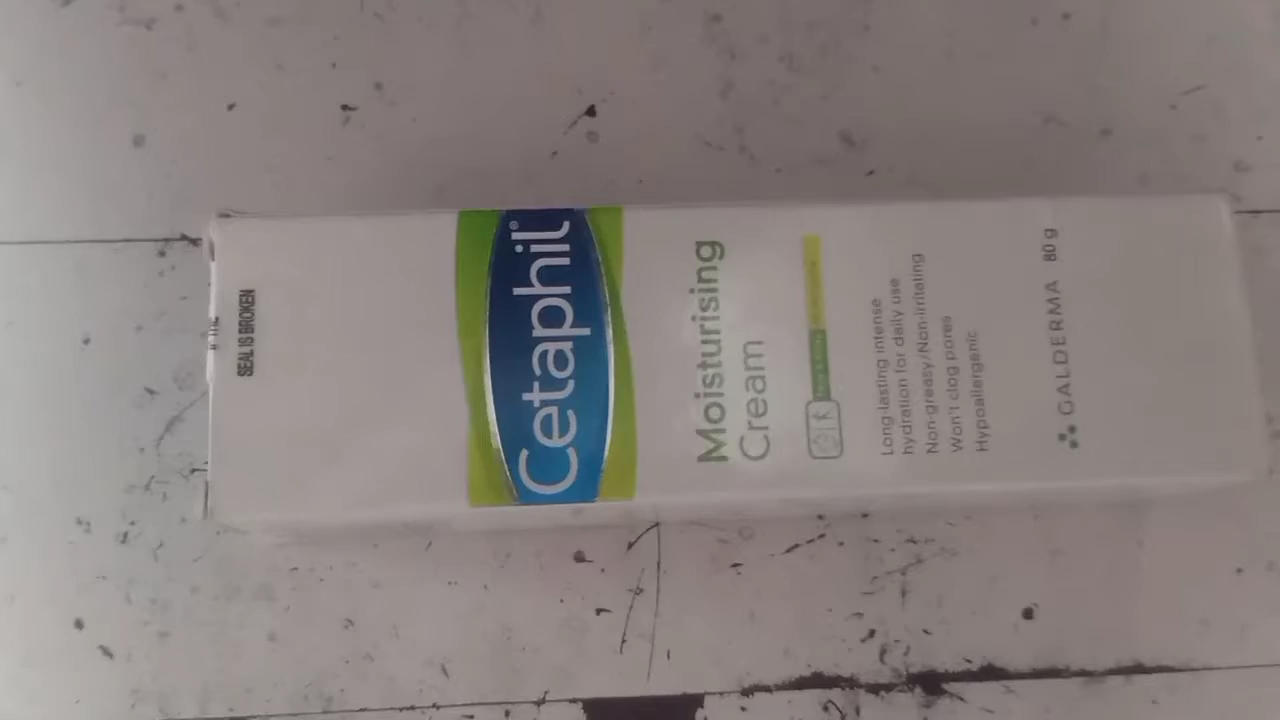 SEAL IS BROKEN
Cetaphil®
Moisturising
Cream
Long-lasting intense
hydration for daily use
Non-greasy/Non-irritating
Won't clog pores
Hypoallergenic
GALDERMA 80 g